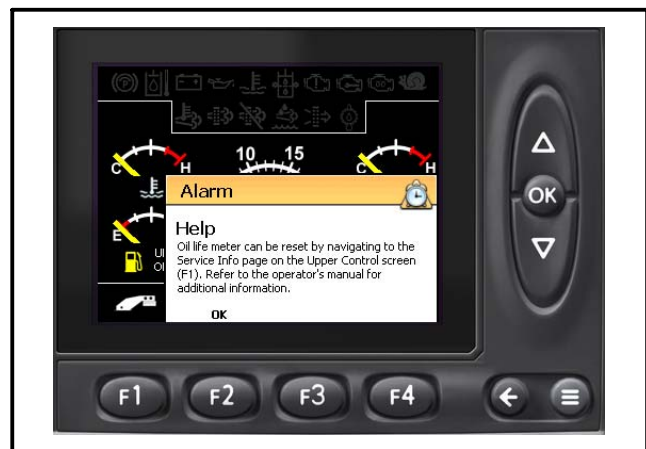 10 15
C H C H
Alarm
Help
E
Oil life meter can be reset by navigating to the
Service Info page on the Upper Control screen
(F1). Refer to the operator's manual for
additional information.
OK
OK
F1 F2 F3 F4